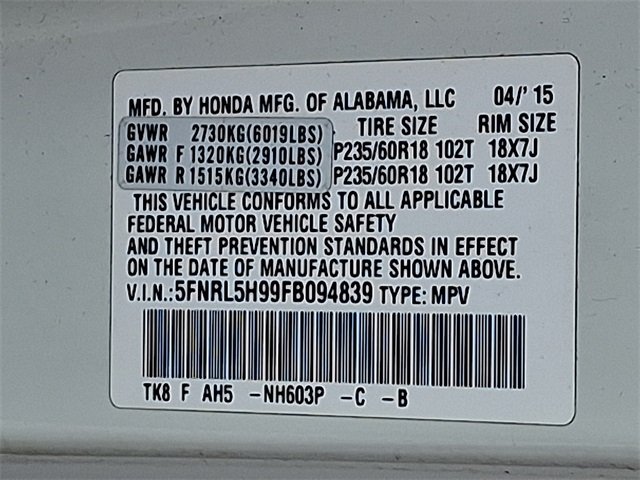 MFD. BY HONDA MFG. OF ALABAMA, LLC 04/'15
GVWR 2730KG(6019LBS) TIRE SIZE RIM SIZE
GAWR F 1320KG(2910LBS) P235/60R18 102T 18X7J
GAWR R 1515KG(3340LBS) P235/60R18 102T 18X7J
THIS VEHICLE CONFORMS TO ALL APPLICABLE
FEDERAL MOTOR VEHICLE SAFETY
AND THEFT PREVENTION STANDARDS IN EFFECT
ON THE DATE OF MANUFACTURE SHOWN ABOVE.
V.I.N.:5FNRL5H99FB094839 TYPE: MPV
TK8 F AH5 -NH603P -C -B